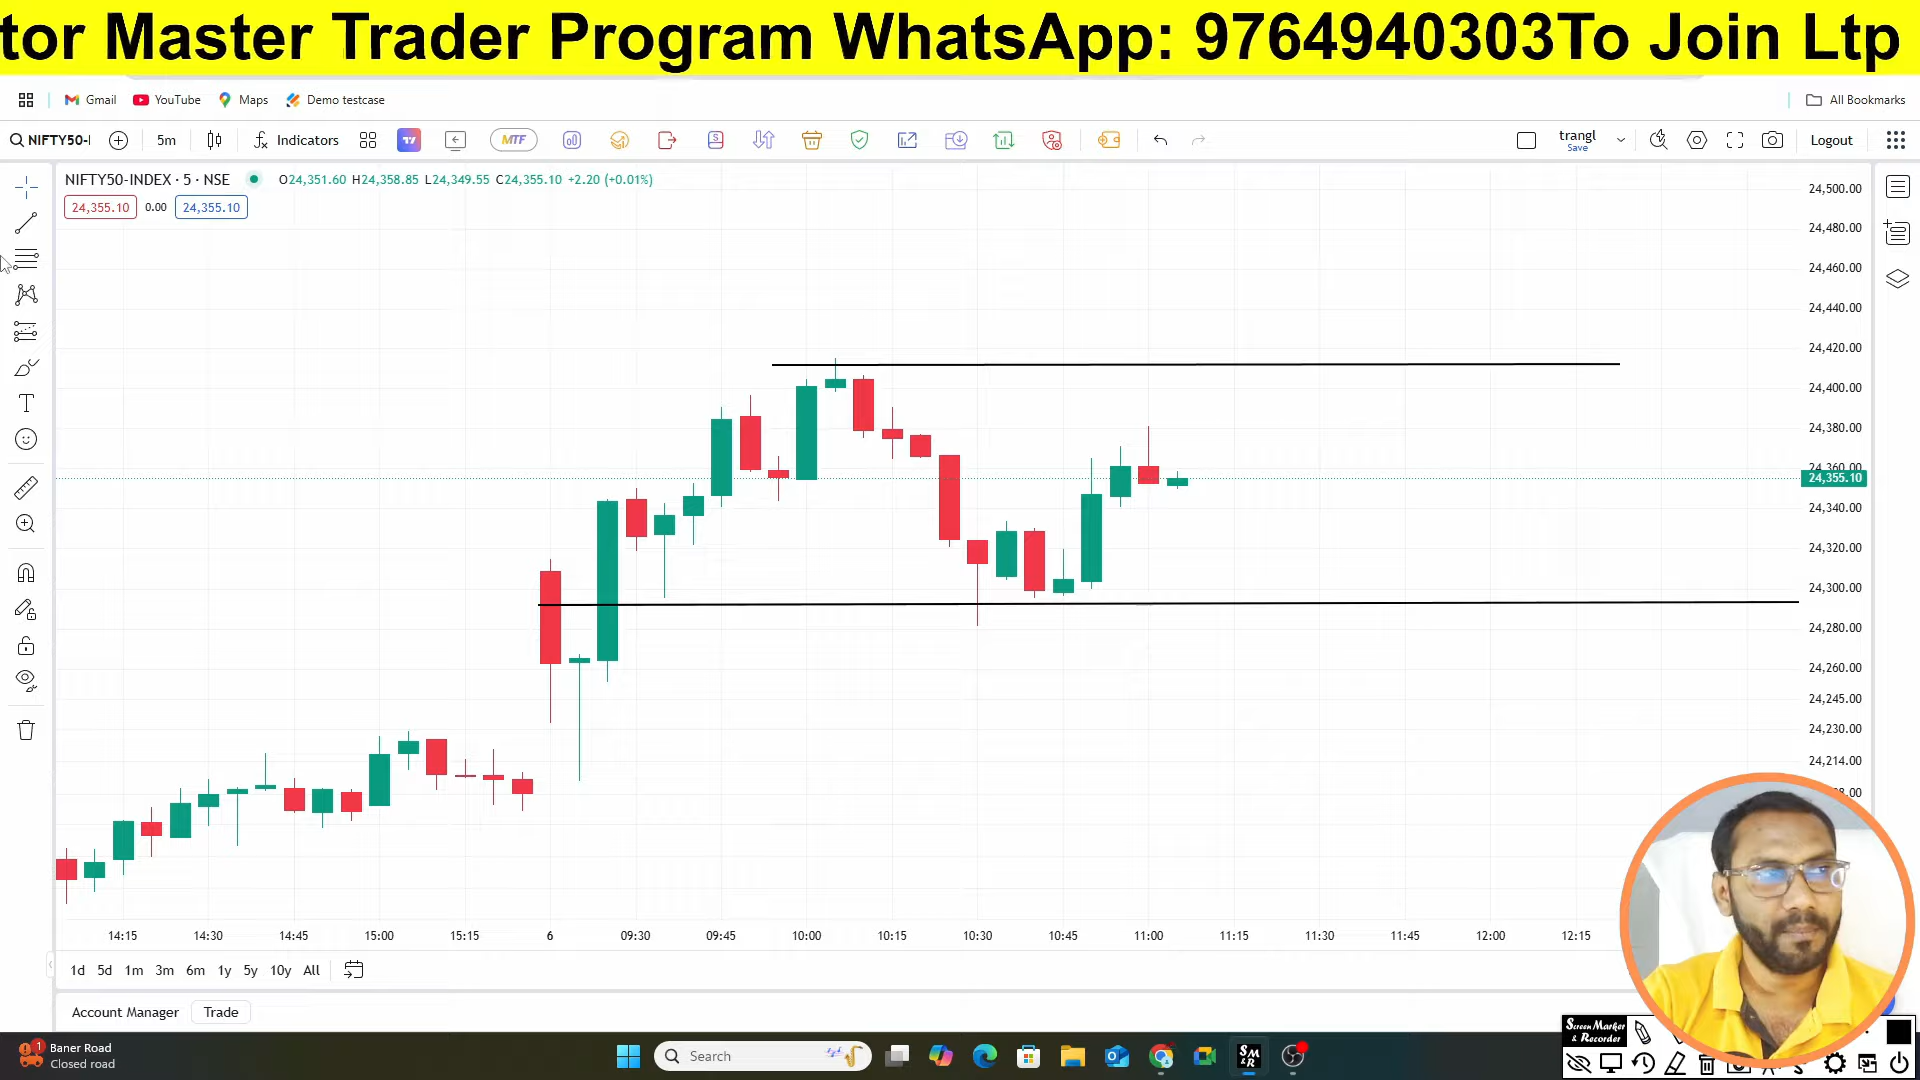 tor Master Trader Program WhatsApp: 9764940303To Join Ltp
Gmail YouTube Maps Demo testcase All Bookmarks
NIFTY50-I 5m Indicators MTF trangl Save Logout
NIFTY50-INDEX · 5 · NSE O24,351.60 H24,358.85 L24,349.55 C24,355.10 +2.20 (+0.01%)
24,355.10 0.00 24,355.10
24,500.00
24,480.00
24,460.00
24,440.00
24,420.00
24,400.00
24,380.00
24,360.00
24,355.10
24,340.00
24,320.00
24,300.00
24,280.00
24,260.00
24,245.00
24,230.00
24,214.00
14:15 14:30 14:45 15:00 15:15 6 09:30 09:45 10:00 10:15 10:30 10:45 11:00 11:15 11:30 11:45 12:00 12:15
1d 5d 1m 3m 6m 1y 5y 10y All
Account Manager Trade
Screen Marker
& Recorder
1 Baner Road
Closed road
Search
SM
&R